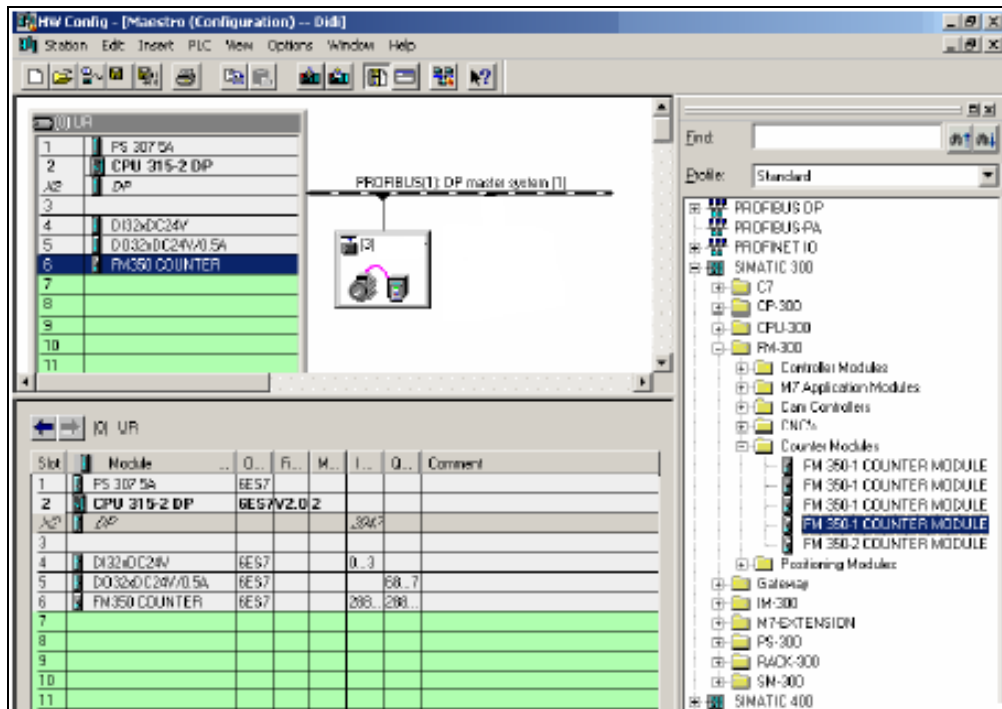 HW Config - [Maestro (Configuration) -- Didi]
Station Edit Insert PLC View Options Window Help
(0) UR
1 PS 307 5A
2 CPU 315-2 DP
X2 DP
3
4 DI32xDC24V
5 DO32xDC24V/0.5A
6 FM350 COUNTER
7
8
9
10
11
PROFIBUS(1): DP master system (1)
(3)
(0) UR
Slot Module ... O... Fi... M... I... Q... Comment
1 PS 307 5A 6ES7
2 CPU 315-2 DP 6ES7 V2.0 2
X2 DP
3
4 DI32xDC24V 6ES7 0...3
5 DO32xDC24V/0.5A 6ES7 68...7
6 FM350 COUNTER 6ES7 288... 288...
7
8
9
10
11
Find:
Profile: Standard
PROFIBUS DP
PROFIBUS-PA
PROFINET IO
SIMATIC 300
C7
CP-300
CPU-300
FM-300
Controller Modules
M7 Application Modules
Cam Controllers
CNC's
Counter Modules
FM 350-1 COUNTER MODULE
FM 350-1 COUNTER MODULE
FM 350-1 COUNTER MODULE
FM 350-1 COUNTER MODULE
FM 350-2 COUNTER MODULE
Positioning Modules
Gateway
IM-300
M7-EXTENSION
PS-300
RACK-300
SM-300
SIMATIC 400